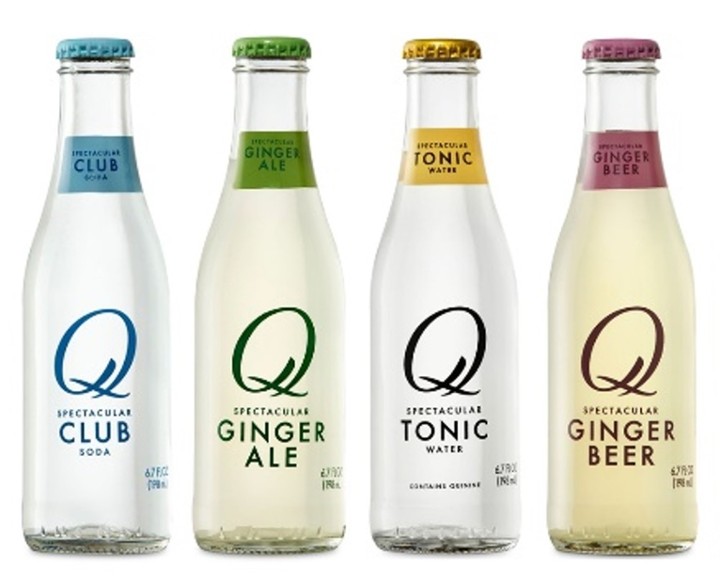 SPECTACULAR
CLUB
SODA
Q
SPECTACULAR
CLUB
SODA
6.7 FL OZ
(198 mL
SPECTACULAR
GINGER
ALE
Q
SPECTACULAR
GINGER
ALE
6.7 FL OZ
(198 mL
SPECTACULAR
TONIC
WATER
Q
SPECTACULAR
TONIC
WATER
CONTAINS QUININE
6.7 FL OZ
(198 ml)
SPECTACULAR
GINGER
BEER
Q
SPECTACULAR
GINGER
BEER
6.7 FL OZ
(198 ml)